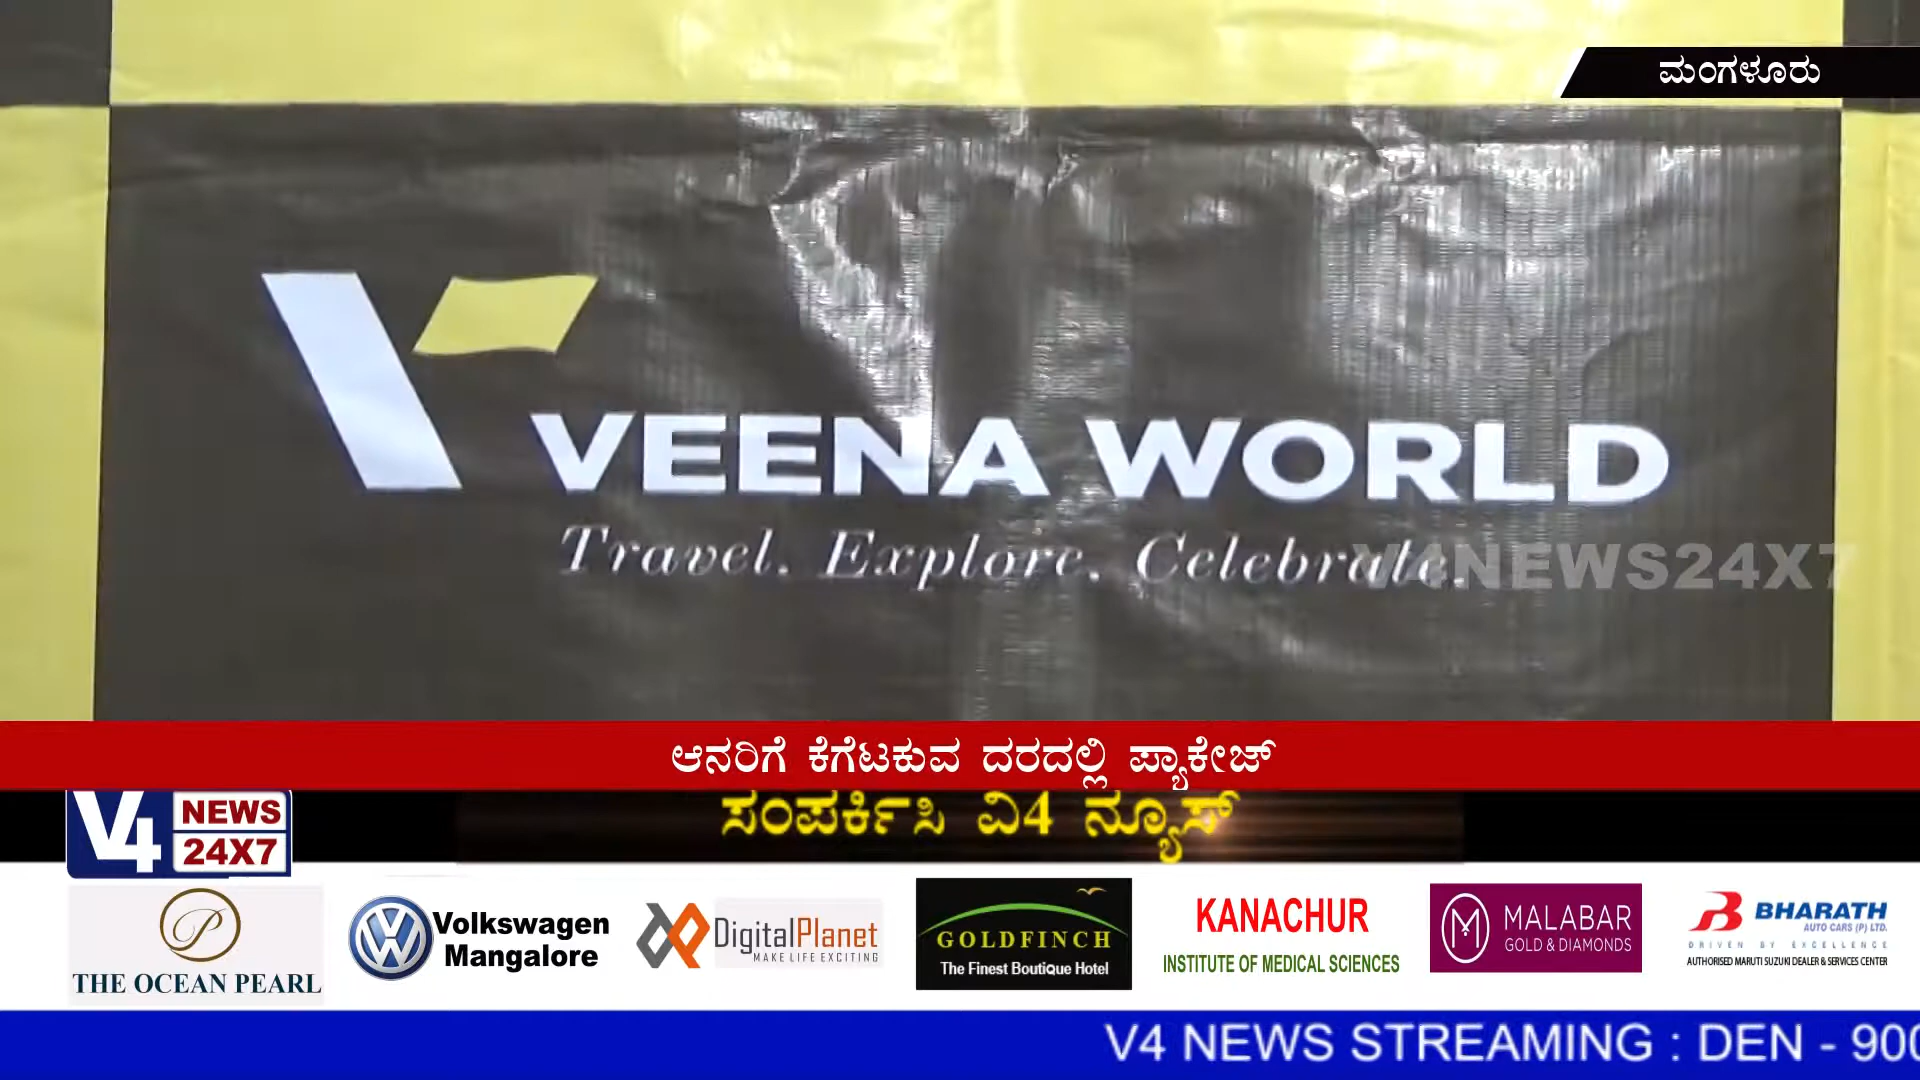 ಮಂಗಳೂರು
VEENA WORLD
Travel. Explore. Celebrate.
V4NEWS24X7
ಆನರಿಗೆ ಕೆಗೆಟಕುವ ದರದಲ್ಲಿ ಪ್ಯಾಕೇಜ್
ಸಂಪರ್ಕಿಸಿ ವಿ4 ನ್ಯೂಸ್
V4 NEWS 24X7
P
THE OCEAN PEARL
Volkswagen
Mangalore
DigitalPlanet
MAKE LIFE EXCITING
GOLDFINCH
The Finest Boutique Hotel
KANACHUR
INSTITUTE OF MEDICAL SCIENCES
MALABAR
GOLD & DIAMONDS
BHARATH
AUTO CARS (P) LTD.
DRIVEN BY EXCELLENCE
AUTHORISED MARUTI SUZUKI DEALER & SERVICES CENTER
V4 NEWS STREAMING : DEN - 900